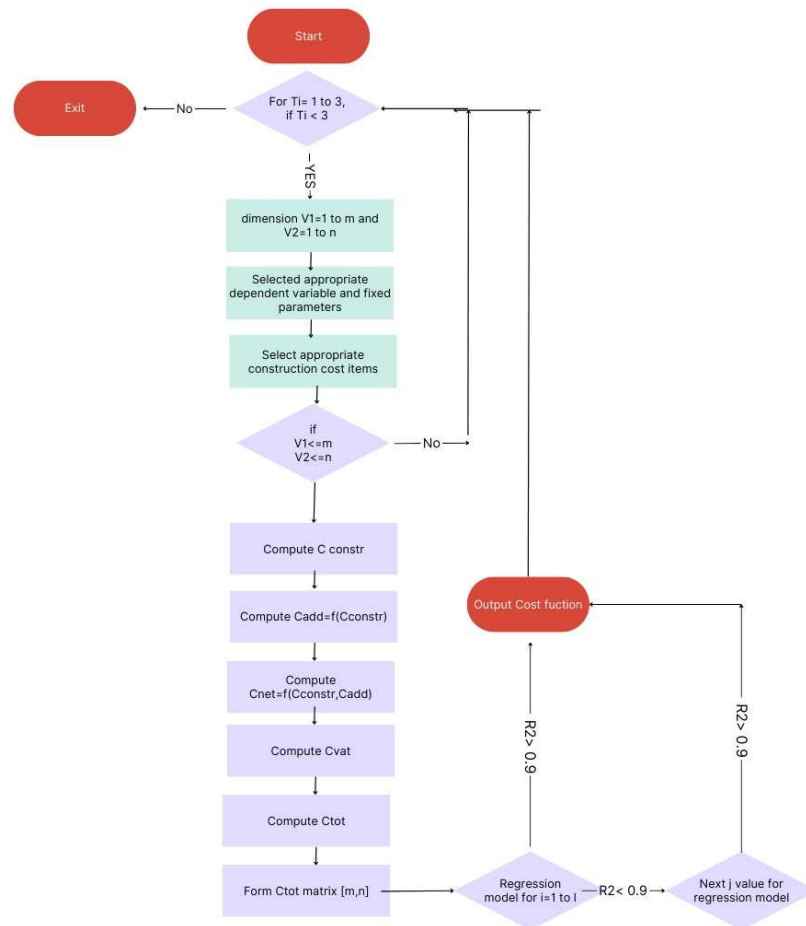 Start
For Ti= 1 to 3,
if Ti < 3
No
Exit
YES
dimension V1=1 to m and
V2=1 to n
Selected appropriate
dependent variable and fixed
parameters
Select appropriate
construction cost items
if
V1<=m
V2<=n
No
Compute C constr
Compute Cadd=f(Cconstr)
Compute
Cnet=f(Cconstr,Cadd)
Compute Cvat
Compute Ctot
Form Ctot matrix [m,n]
Regression
model for i=1 to I
R2< 0.9
Next j value for
regression model
R2> 0.9
R2> 0.9
Output Cost fuction